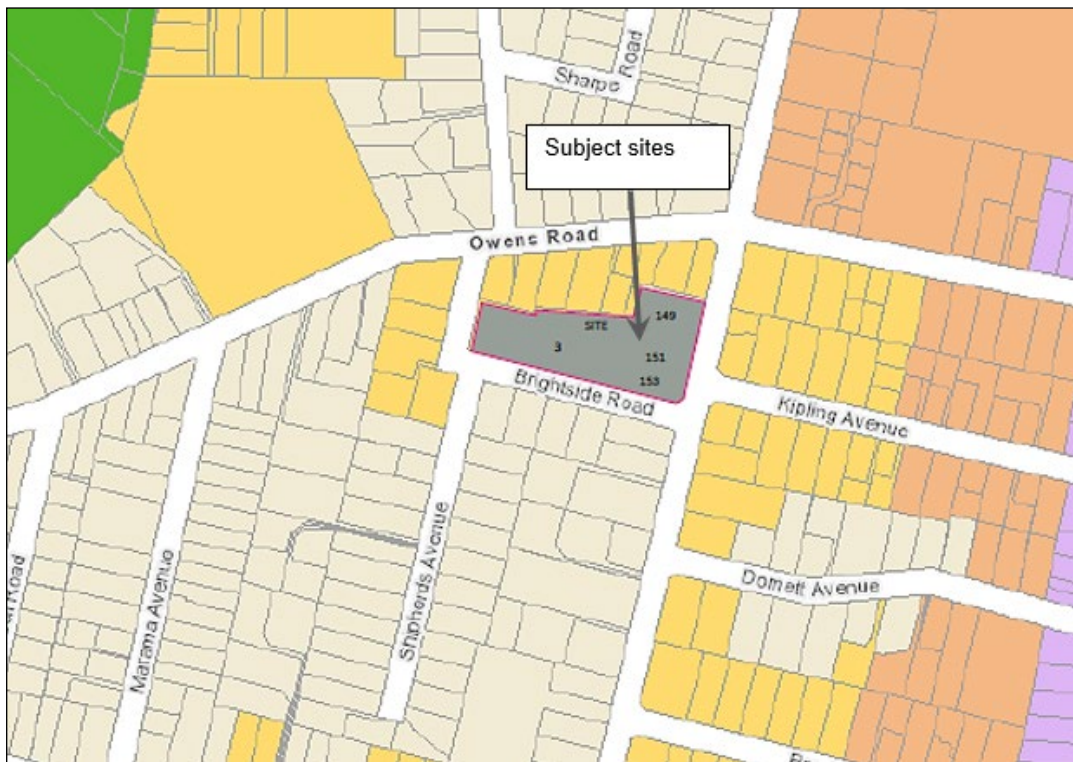 Sharpe Road
Subject sites
Owens Road
149
SITE
3
151
153
Brightside Road
Kipling Avenue
Shipherds Avenue
Marama Avenue
Domett Avenue
Road